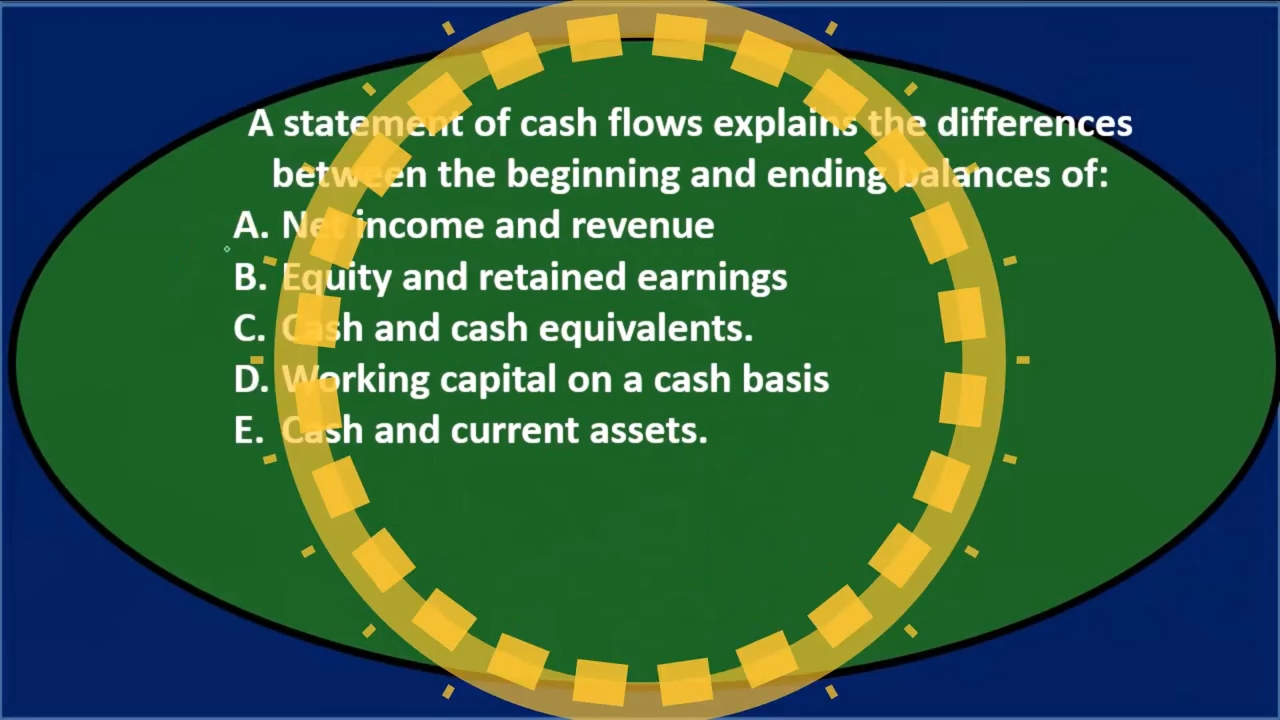 A statement of cash flows explains the differences
between the beginning and ending balances of:
A. Net income and revenue
B. Equity and retained earnings
C. Cash and cash equivalents.
D. Working capital on a cash basis
E. Cash and current assets.